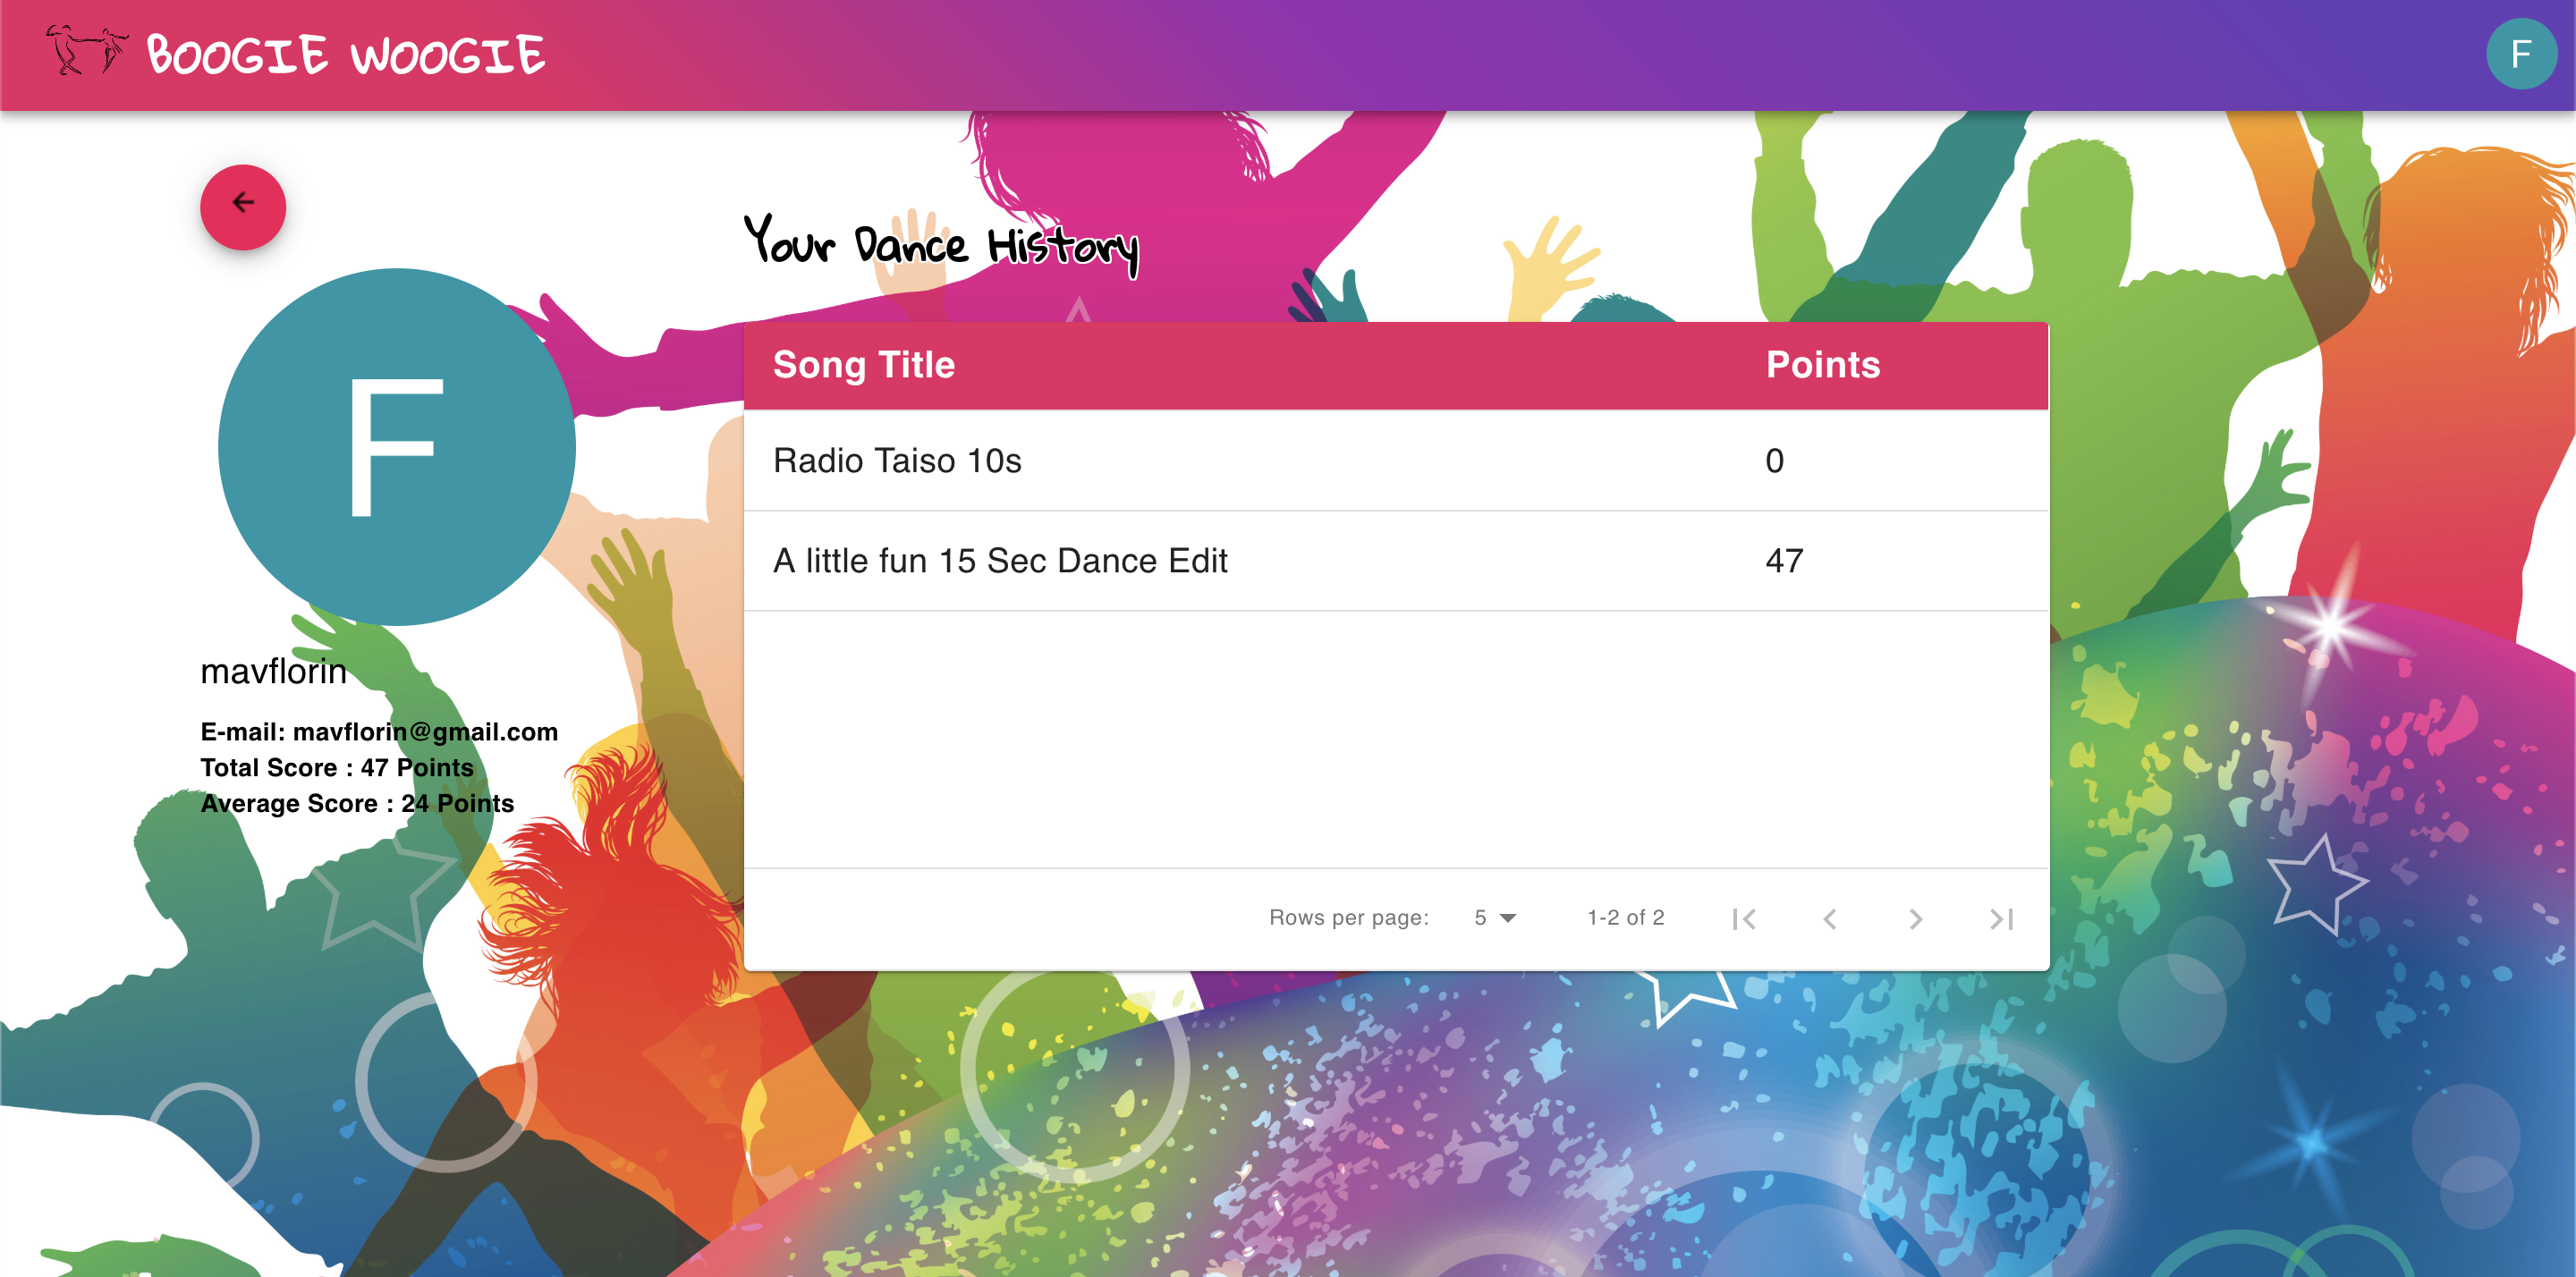 BOOGIE WOOGIE
F
Your Dance History
F
Song Title Points
Radio Taiso 10s 0
A little fun 15 Sec Dance Edit 47
mavflorin
E-mail: mavflorin@gmail.com
Total Score : 47 Points
Average Score : 24 Points
Rows per page: 5 1-2 of 2